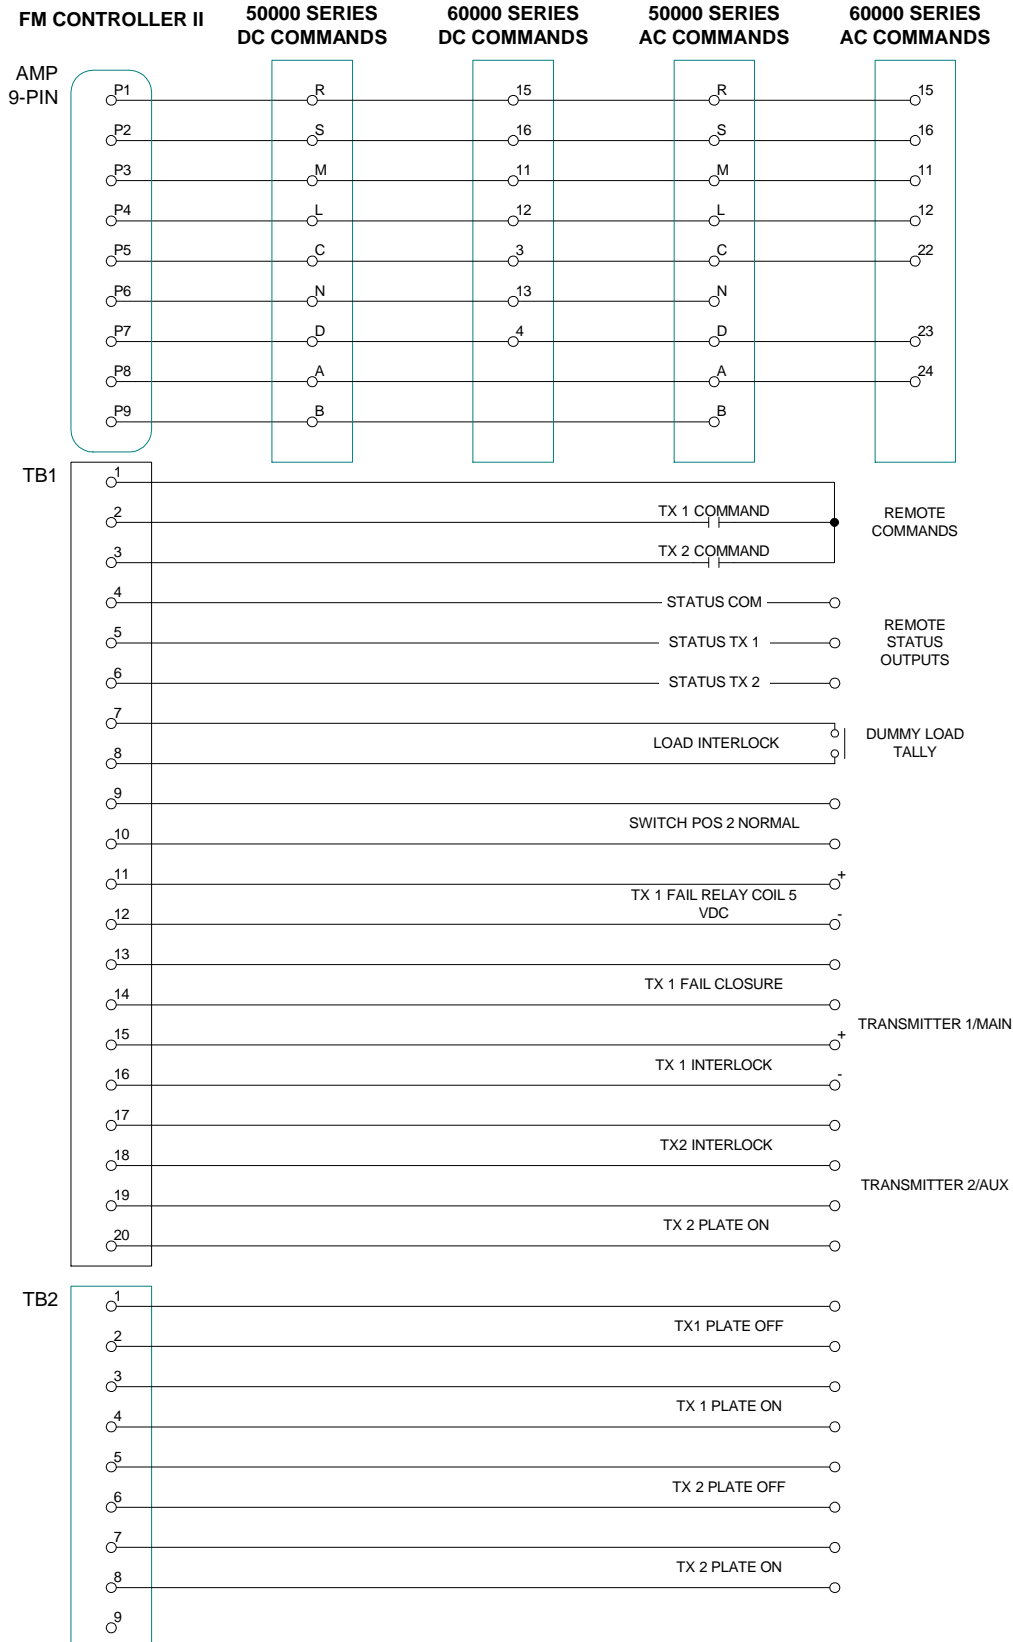 FM CONTROLLER II
50000 SERIES
DC COMMANDS
60000 SERIES
DC COMMANDS
50000 SERIES
AC COMMANDS
60000 SERIES
AC COMMANDS
AMP
9-PIN
P1 R 15 R 15
P2 S 16 S 16
P3 M 11 M 11
P4 L 12 L 12
P5 C 3 C 22
P6 N 13 N
P7 D 4 D 23
P8 A A 24
P9 B B
TB1
1
2 TX 1 COMMAND
3 TX 2 COMMAND
REMOTE
COMMANDS
4 STATUS COM
5 STATUS TX 1
6 STATUS TX 2
REMOTE
STATUS
OUTPUTS
7
LOAD INTERLOCK
8
DUMMY LOAD
TALLY
9
SWITCH POS 2 NORMAL
10
11 +
TX 1 FAIL RELAY COIL 5
VDC
12 -
13
TX 1 FAIL CLOSURE
14
TRANSMITTER 1/MAIN
15 +
TX 1 INTERLOCK
16 -
17
TX2 INTERLOCK
18
TRANSMITTER 2/AUX
19
TX 2 PLATE ON
20
TB2
1
TX1 PLATE OFF
2
3
TX 1 PLATE ON
4
5
TX 2 PLATE OFF
6
7
TX 2 PLATE ON
8
9